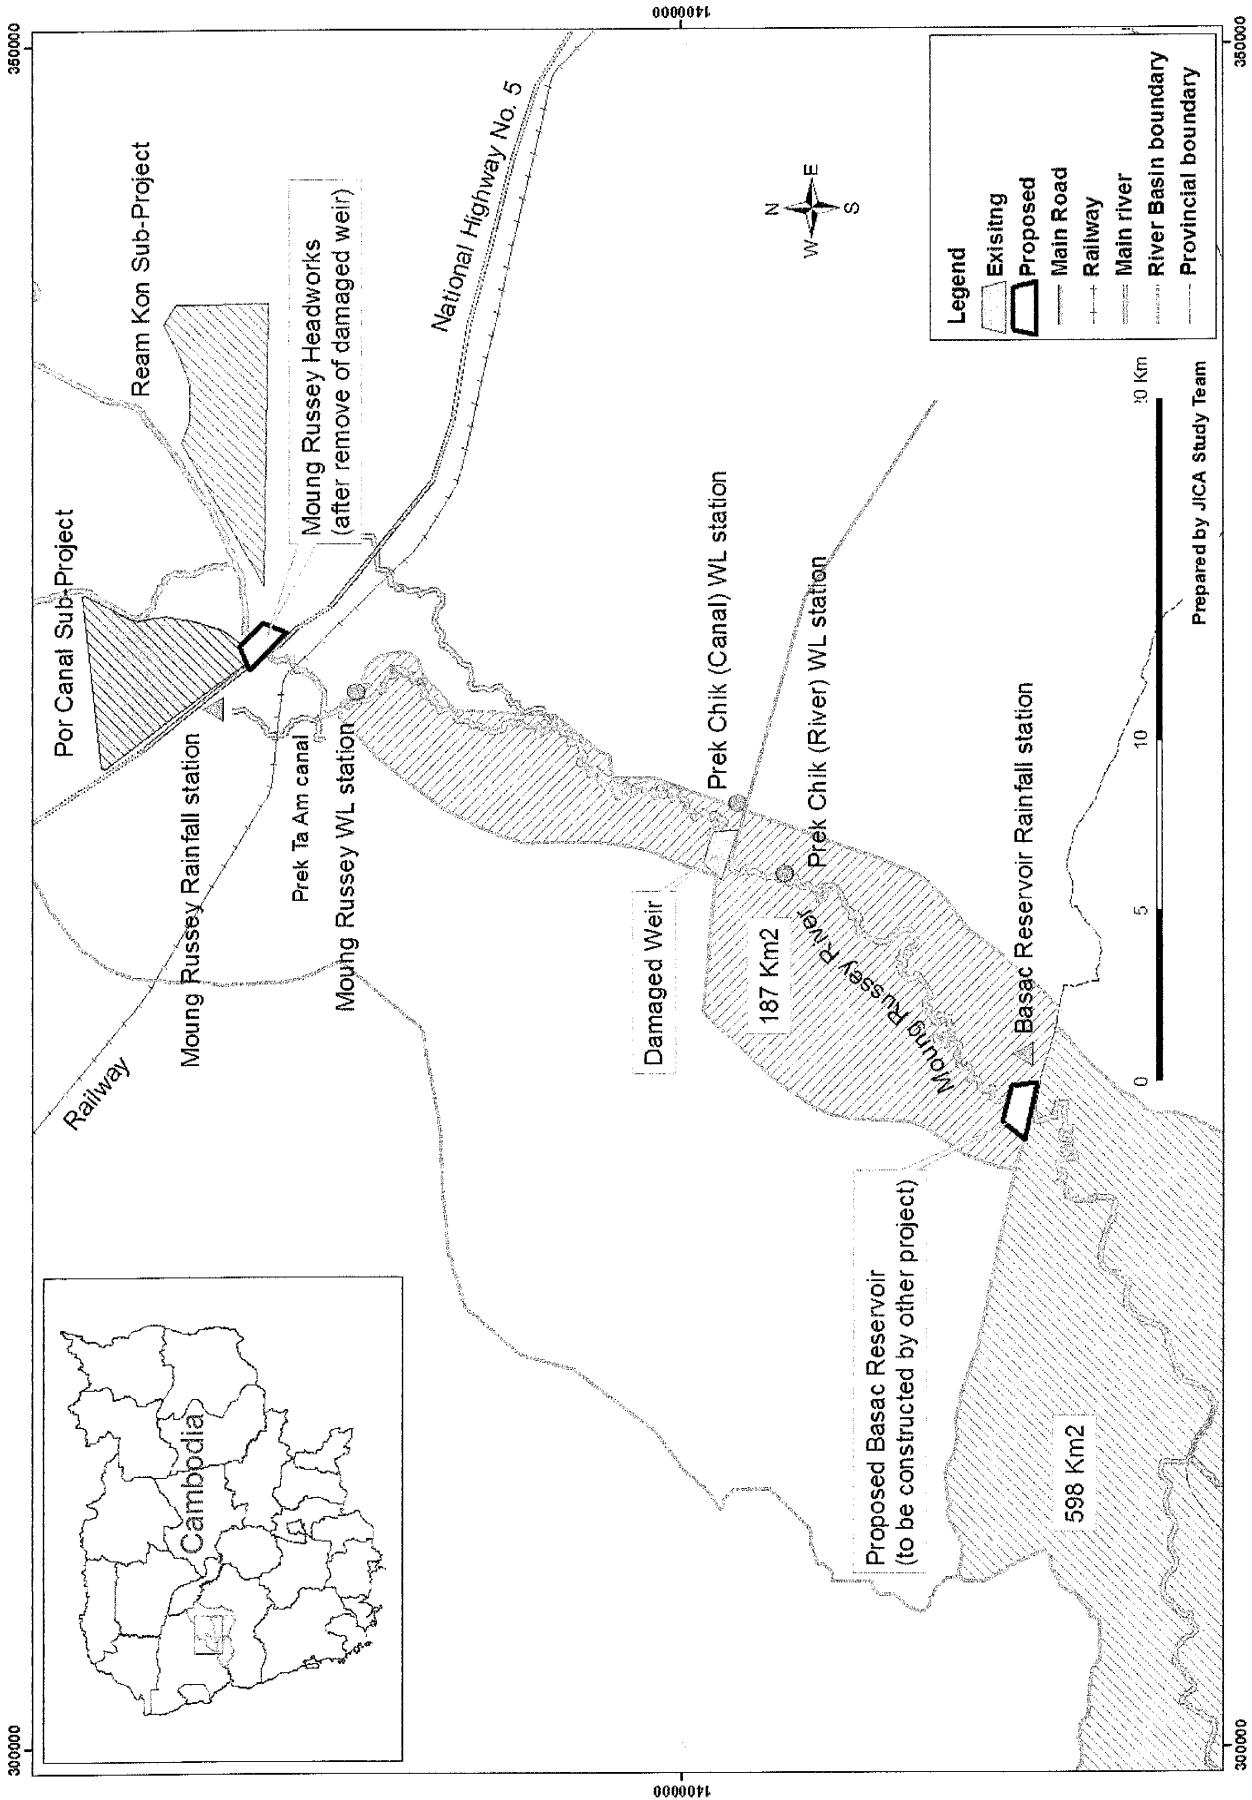 350000
300000
350000
300000
1400000
1400000
Cambodia
Railway
Por Canal Sub-Project
Ream Kon Sub-Project
Moung Russey Headworks
(after remove of damaged weir)
National Highway No. 5
Moung Russey Rainfall station
Prek Ta Am canal
Moung Russey WL station
Damaged Weir
Prek Chik (Canal) WL station
Prek Chik (River) WL station
187 Km2
Moung Russey River
Proposed Basac Reservoir
(to be constructed by other project)
Basac Reservoir Rainfall station
598 Km2
N
W
E
S
0
5
10
20 Km
Legend
Exisitng
Proposed
Main Road
Railway
Main river
River Basin boundary
Provincial boundary
Prepared by JICA Study Team